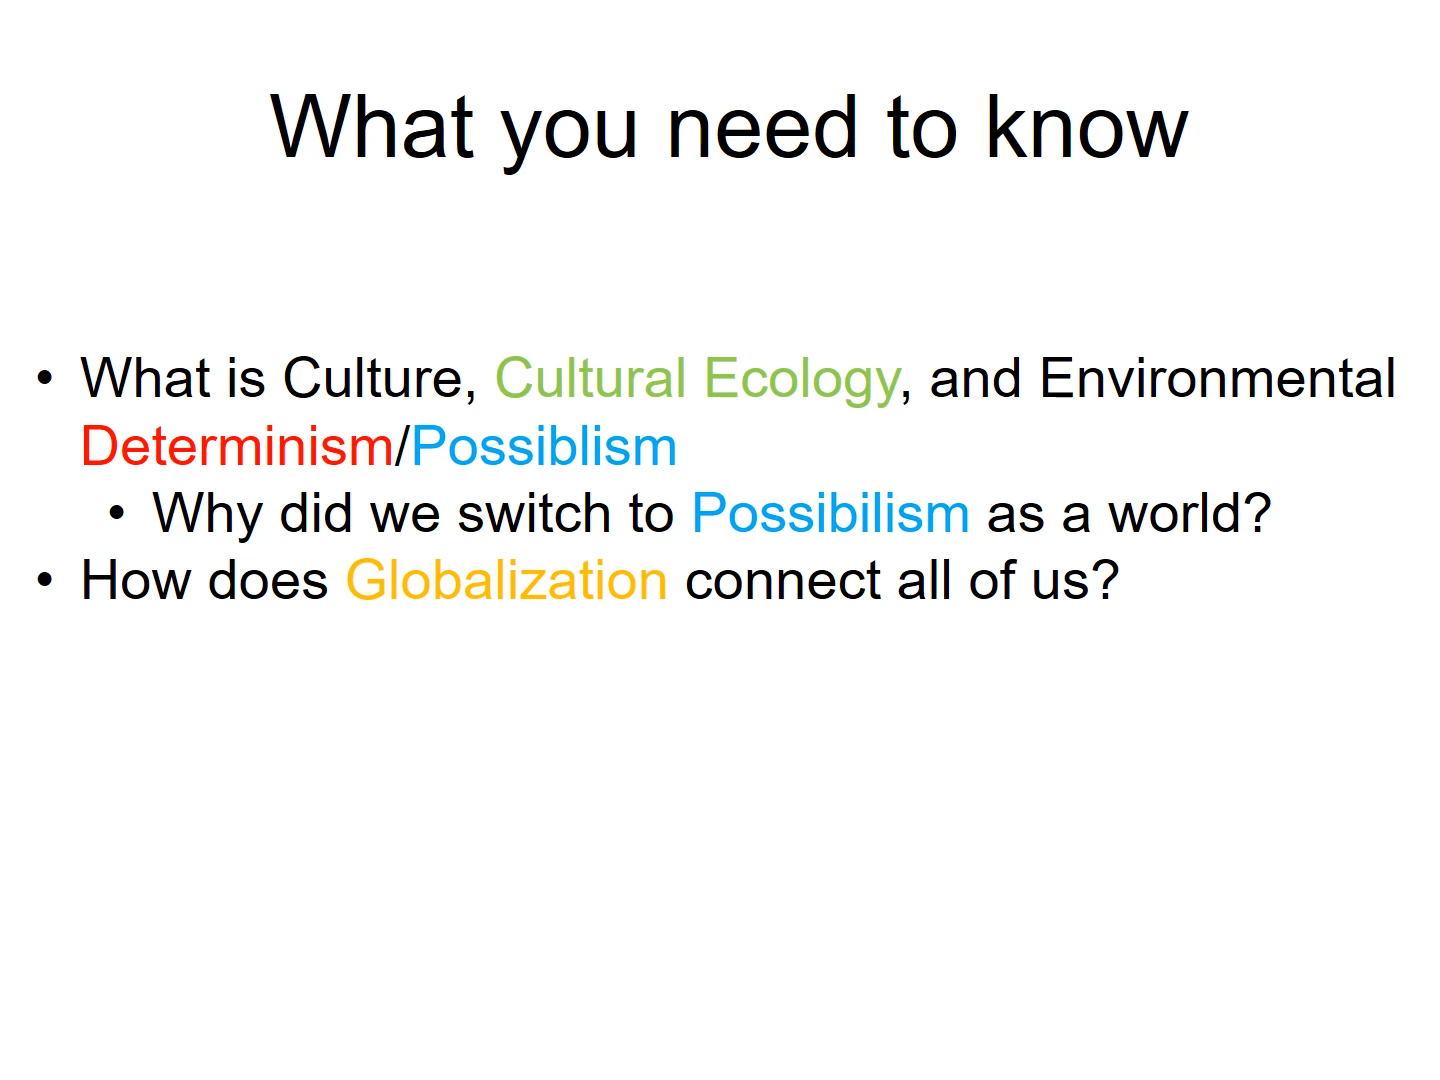 What you need to know
• What is Culture, Cultural Ecology, and Environmental
Determinism/Possiblism
• Why did we switch to Possibilism as a world?
• How does Globalization connect all of us?